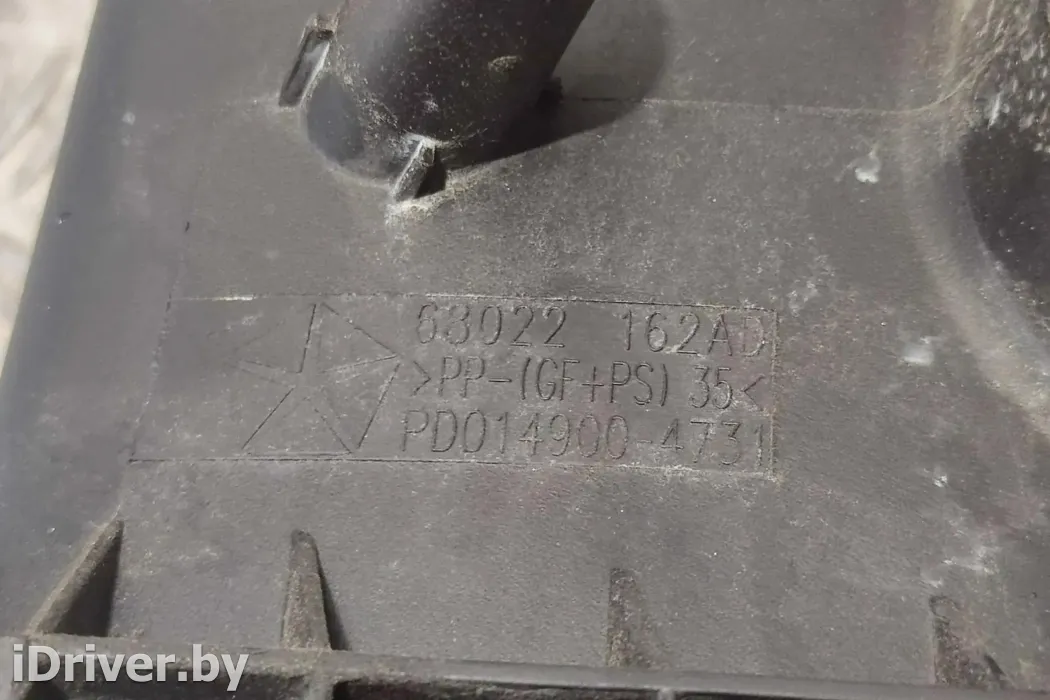 68022 162AD
>PP-(GF+PS) 35<
PD014900-4731
iDriver.by